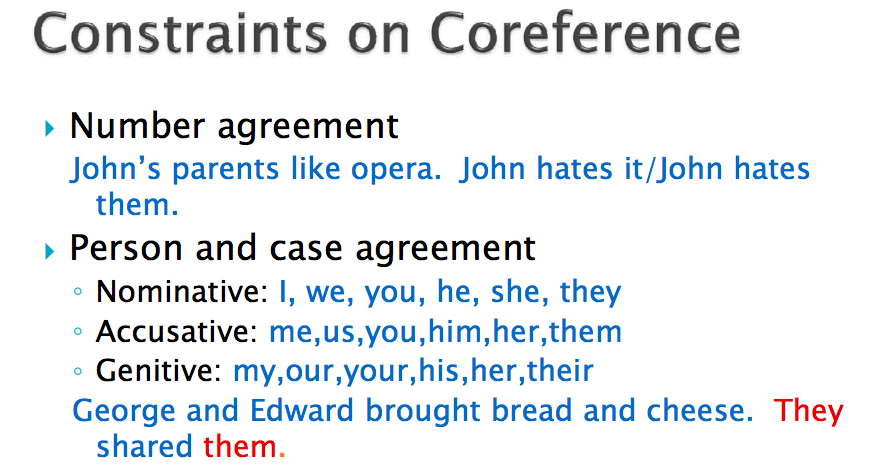 Constraints on Coreference
Number agreement
John’s parents like opera.  John hates it/John hates
them.
Person and case agreement
Nominative: I, we, you, he, she, they
Accusative: me,us,you,him,her,them
Genitive: my,our,your,his,her,their
George and Edward brought bread and cheese.  They
shared them.